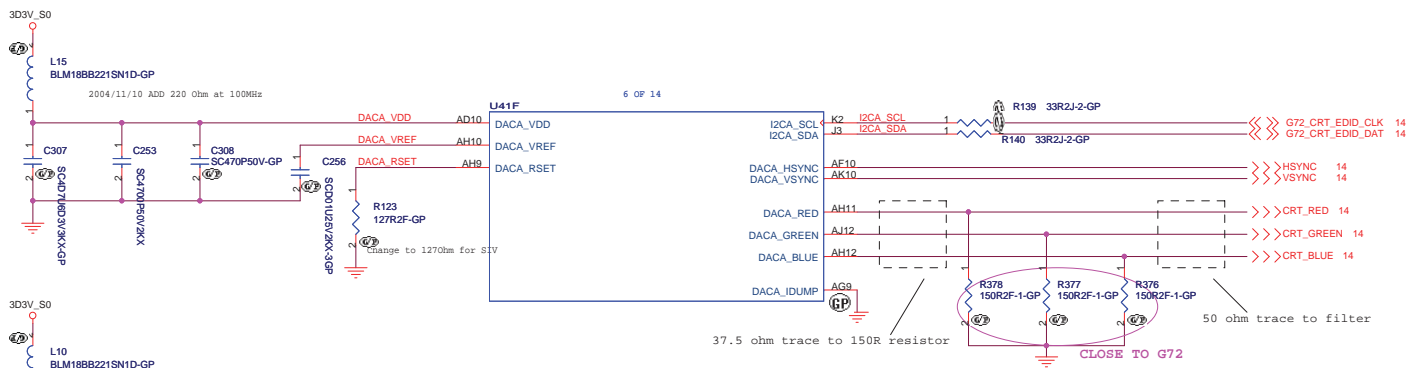 3D3V_S0
L15
BLM18BB221SN1D-GP
2004/11/10 ADD 220 Ohm at 100MHz
C307
SC4D7U6D3V3KX-GP
C253
SC4700P50V2KX
C308
SC470P50V-GP
C256
SCD01U25V2KX-3GP
DACA_VDD AD10
DACA_VREF AH10
DACA_RSET AH9
R123
127R2F-GP
Change to 127Ohm for SIV
U41F
6 OF 14
DACA_VDD
DACA_VREF
DACA_RSET
I2CA_SCL K2 I2CA_SCL
I2CA_SDA J3 I2CA_SDA
DACA_HSYNC AF10
DACA_VSYNC AK10
DACA_RED AH11
DACA_GREEN AJ12
DACA_BLUE AH12
DACA_IDUMP AG9
GP
R139 33R2J-2-GP
R140 33R2J-2-GP
G72_CRT_EDID_CLK 14
G72_CRT_EDID_DAT 14
HSYNC 14
VSYNC 14
CRT_RED 14
CRT_GREEN 14
CRT_BLUE 14
R378
150R2F-1-GP
R377
150R2F-1-GP
R376
150R2F-1-GP
37.5 ohm trace to 150R resistor
50 ohm trace to filter
CLOSE TO G72
3D3V_S0
L10
BLM18BB221SN1D-GP